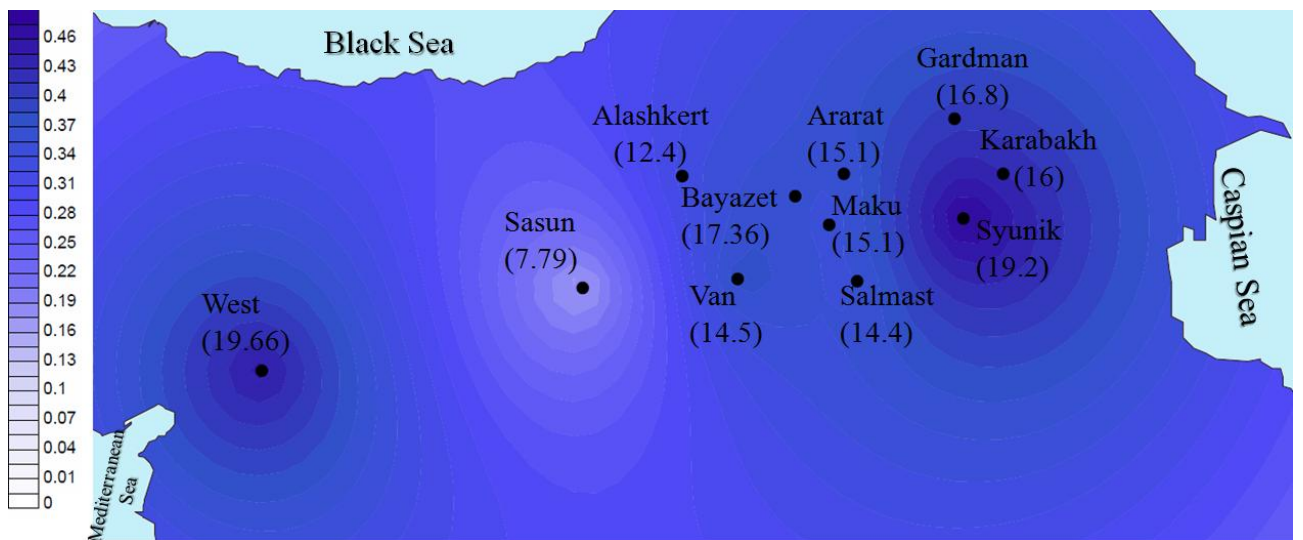 0.46
0.43
0.4
0.37
0.34
0.31
0.28
0.25
0.22
0.19
0.16
0.13
0.1
0.07
0.04
0.01
0
Black Sea
Gardman
(16.8)
Alashkert
(12.4)
Ararat
(15.1)
Karabakh
(16)
Bayazet
(17.36)
Maku
(15.1)
Sasun
(7.79)
Syunik
(19.2)
Van
(14.5)
Salmast
(14.4)
West
(19.66)
Caspian Sea
Mediterranean
Sea